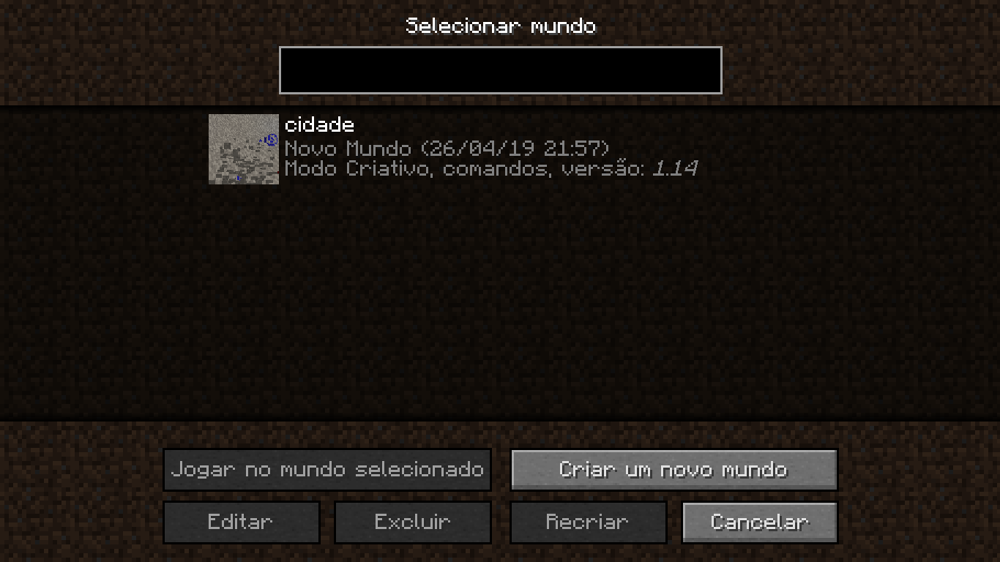 Selecionar mundo
cidade
Novo Mundo (26/04/19 21:57)
Modo Criativo, comandos, versão: 1.14
Jogar no mundo selecionado
Criar um novo mundo
Editar
Excluir
Recriar
Cancelar